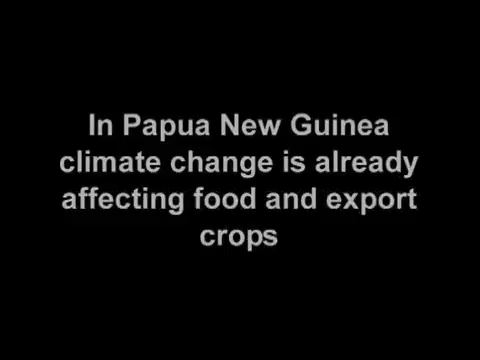 In Papua New Guinea
climate change is already
affecting food and export
crops